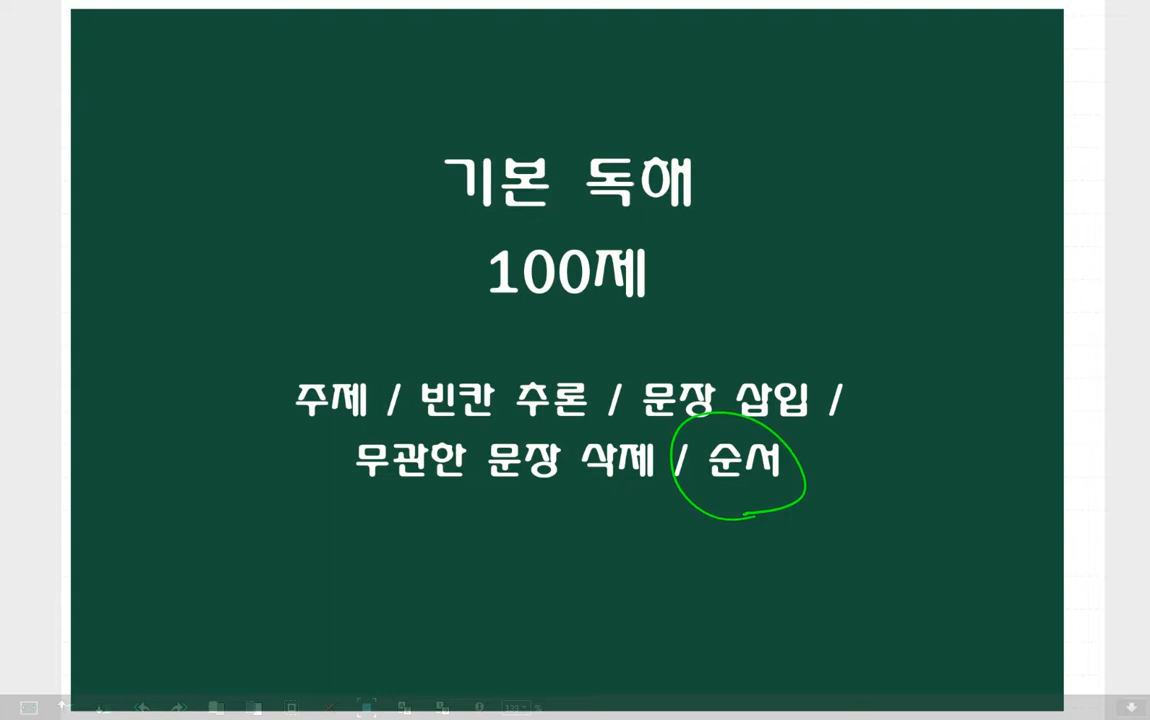 기본 독해
100제
주제 / 빈칸 추론 / 문장 삽입 /
무관한 문장 삭제 / 순서